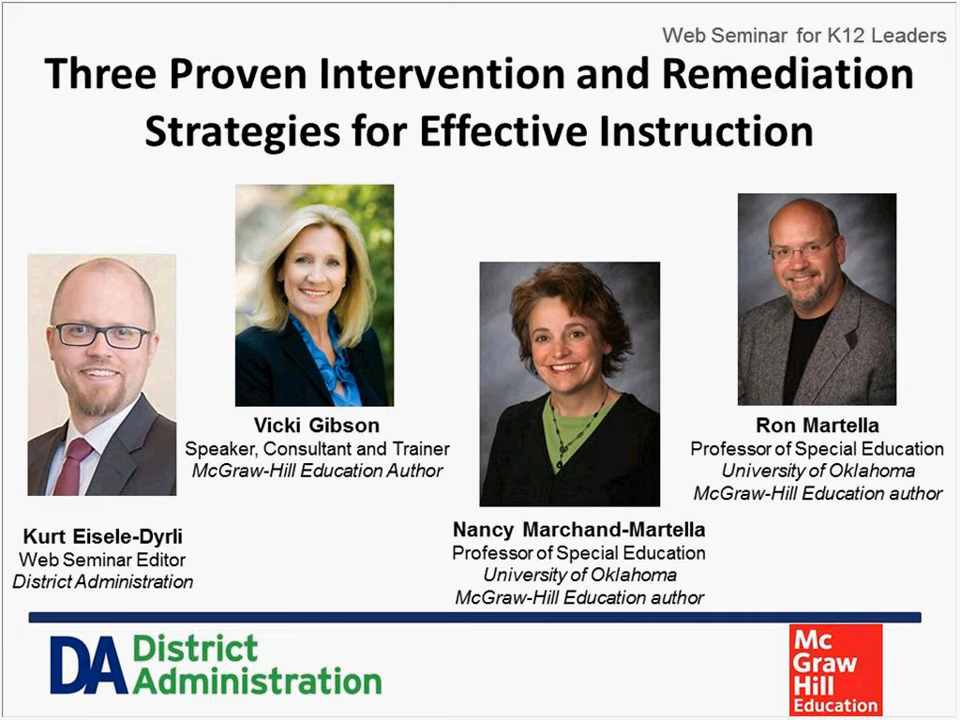 Web Seminar for K12 Leaders
Three Proven Intervention and Remediation
Strategies for Effective Instruction
Vicki Gibson
Speaker, Consultant and Trainer
McGraw-Hill Education Author
Ron Martella
Professor of Special Education
University of Oklahoma
McGraw-Hill Education author
Kurt Eisele-Dyrli
Web Seminar Editor
District Administration
Nancy Marchand-Martella
Professor of Special Education
University of Oklahoma
McGraw-Hill Education author
DA District
Administration
Mc
Graw
Hill
Education